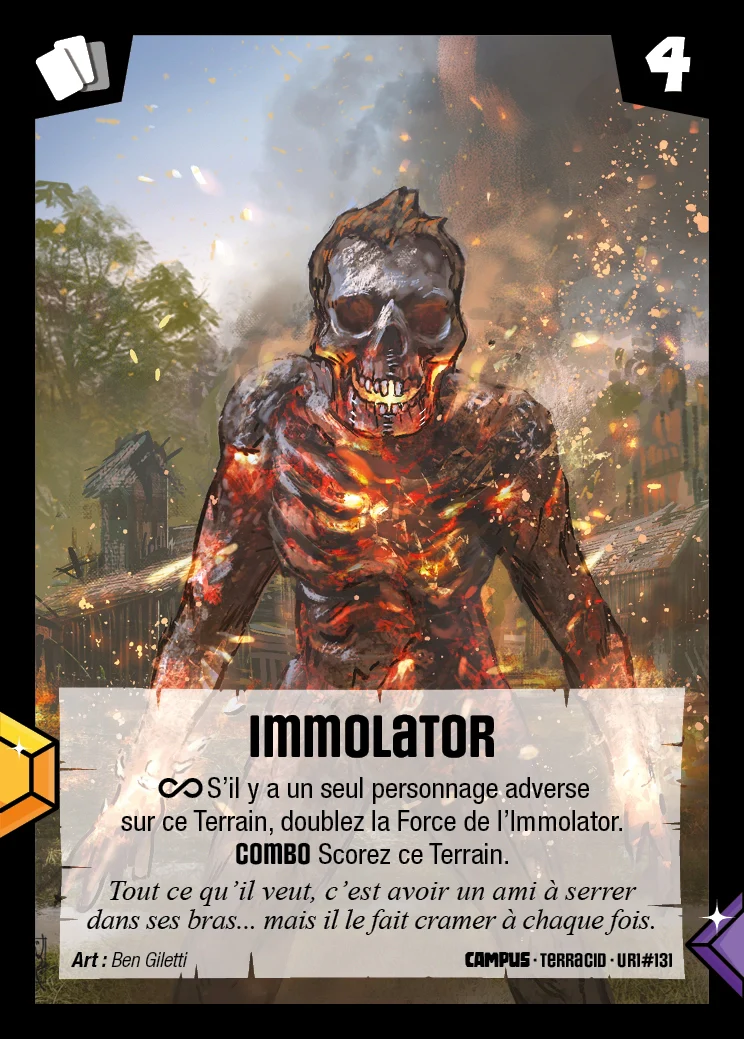 4
IMMOLATOR
∞ S'il y a un seul personnage adverse
sur ce Terrain, doublez la Force de l'Immolator.
COMBO Scorez ce Terrain.
Tout ce qu'il veut, c'est avoir un ami à serrer
dans ses bras... mais il le fait cramer à chaque fois.
Art : Ben Giletti
CAMPUS · TERRACID · UR1#131